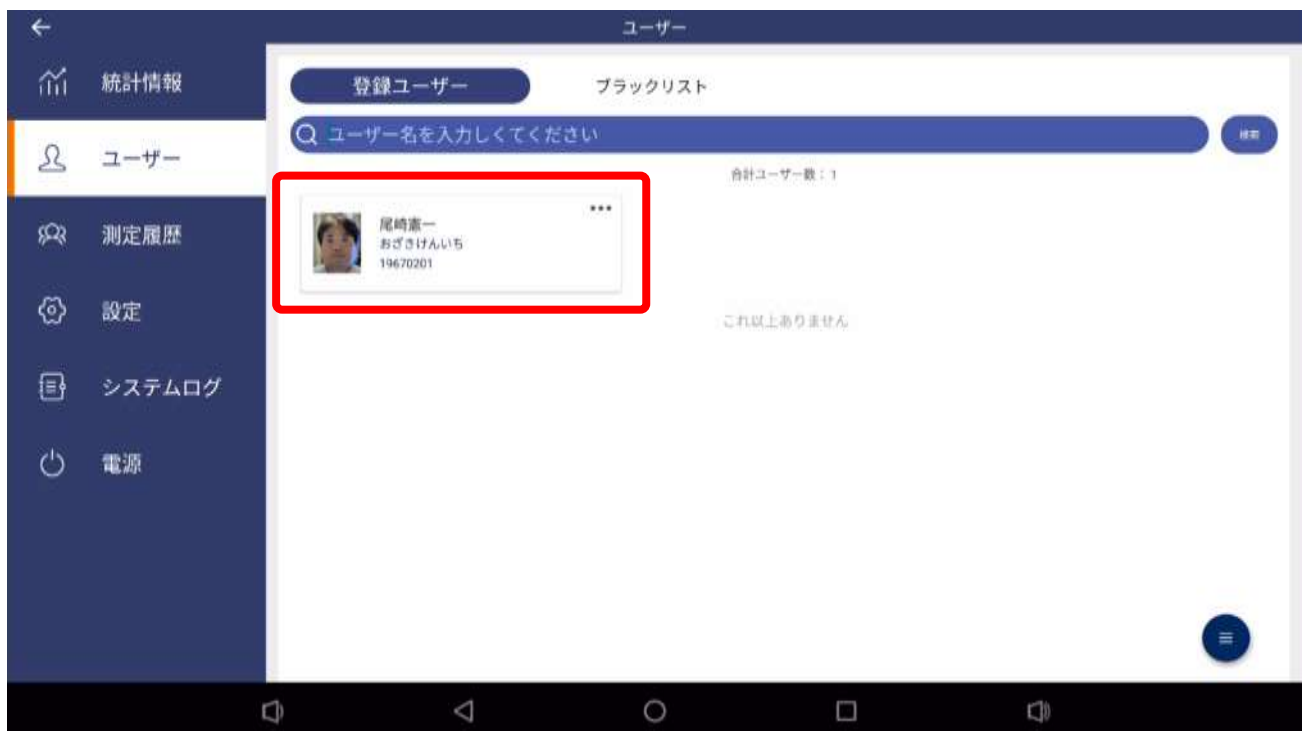 ユーザー
統計情報
ユーザー
測定履歴
設定
システムログ
電源
登録ユーザー
ブラックリスト
ユーザー名を入力しくてください
検索
合計ユーザー数：1
尾崎憲一
おざきけんいち
19670201
これ以上ありません